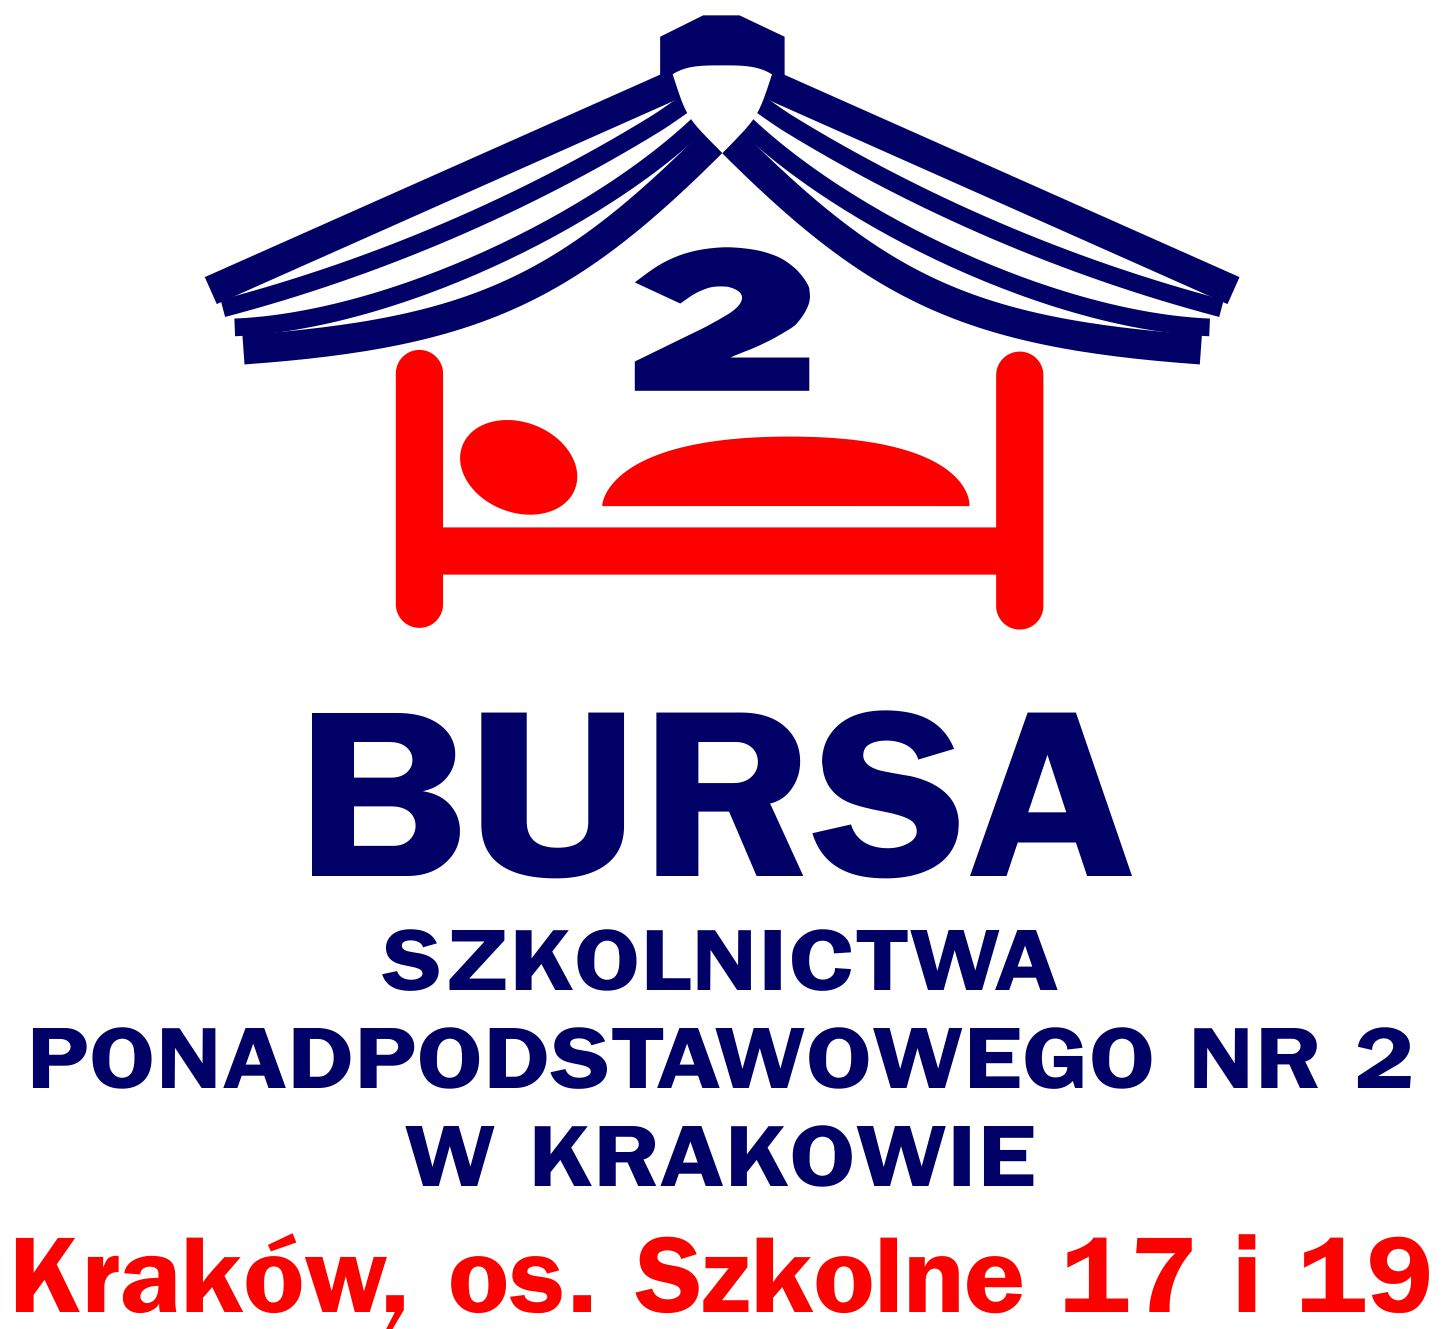 2
BURSA
SZKOLNICTWA
PONADPODSTAWOWEGO NR 2
W KRAKOWIE
Kraków, os. Szkolne 17 i 19